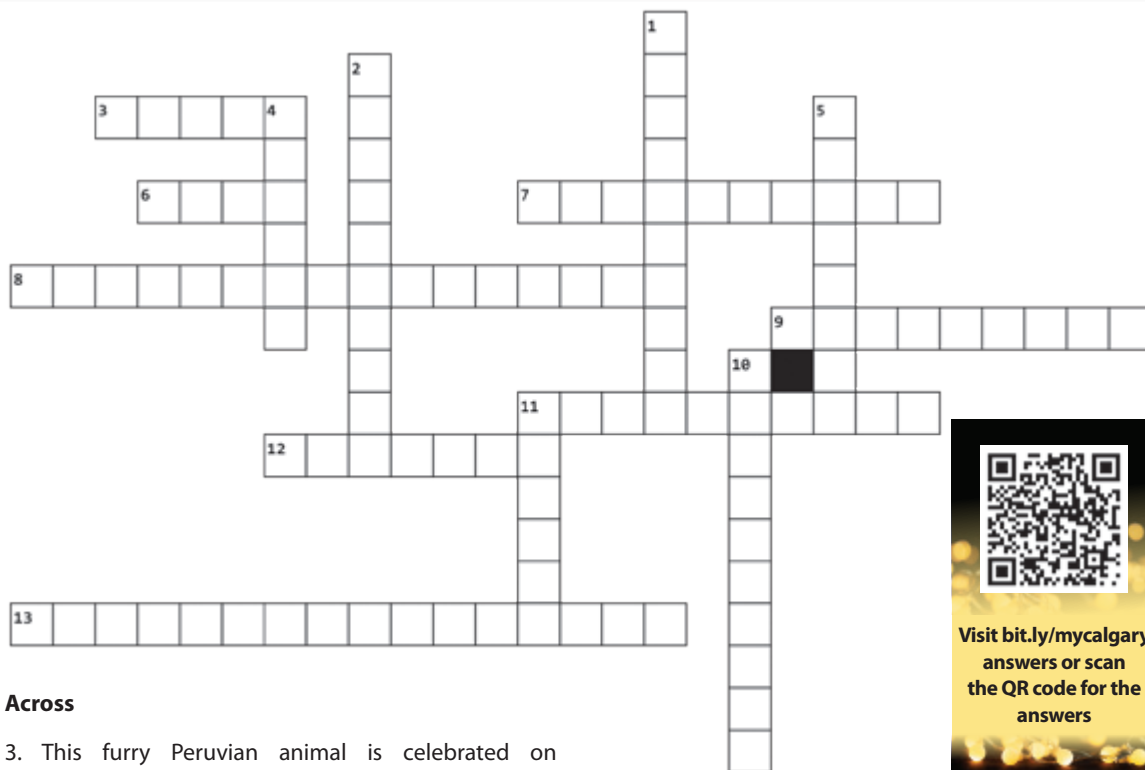 1
2
3
4
5
6
7
8
9
10
11
12
13
Visit bit.ly/mycalgary
answers or scan
the QR code for the
answers
Across
3. This furry Peruvian animal is celebrated on